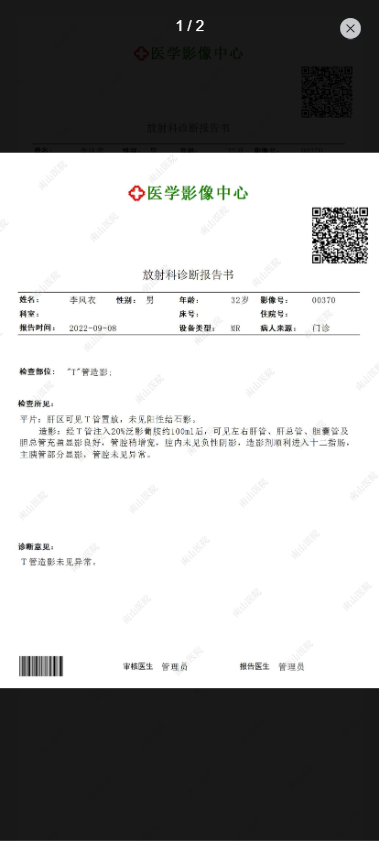 1 / 2
医学影像中心
放射科诊断报告书
医学影像中心
放射科诊断报告书
姓名： 李风农 性别： 男 年龄： 32岁 影像号： 00370
科室： 床号： 住院号：
报告时间： 2022-09-08 设备类型： MR 病人来源： 门诊
检查部位： "T"管造影；
检查所见：
平片：肝区可见T管置放，未见阳性结石影。
造影：经T管注入20%泛影葡胺约100ml后，可见左右肝管、肝总管、胆囊管及
胆总管充盈显影良好，管腔稍增宽，腔内未见负性阴影，造影剂顺利进入十二指肠，
主胰管部分显影，管腔未见异常。
诊断意见：
T管造影未见异常。
审核医生 管理员 报告医生 管理员
南山医院